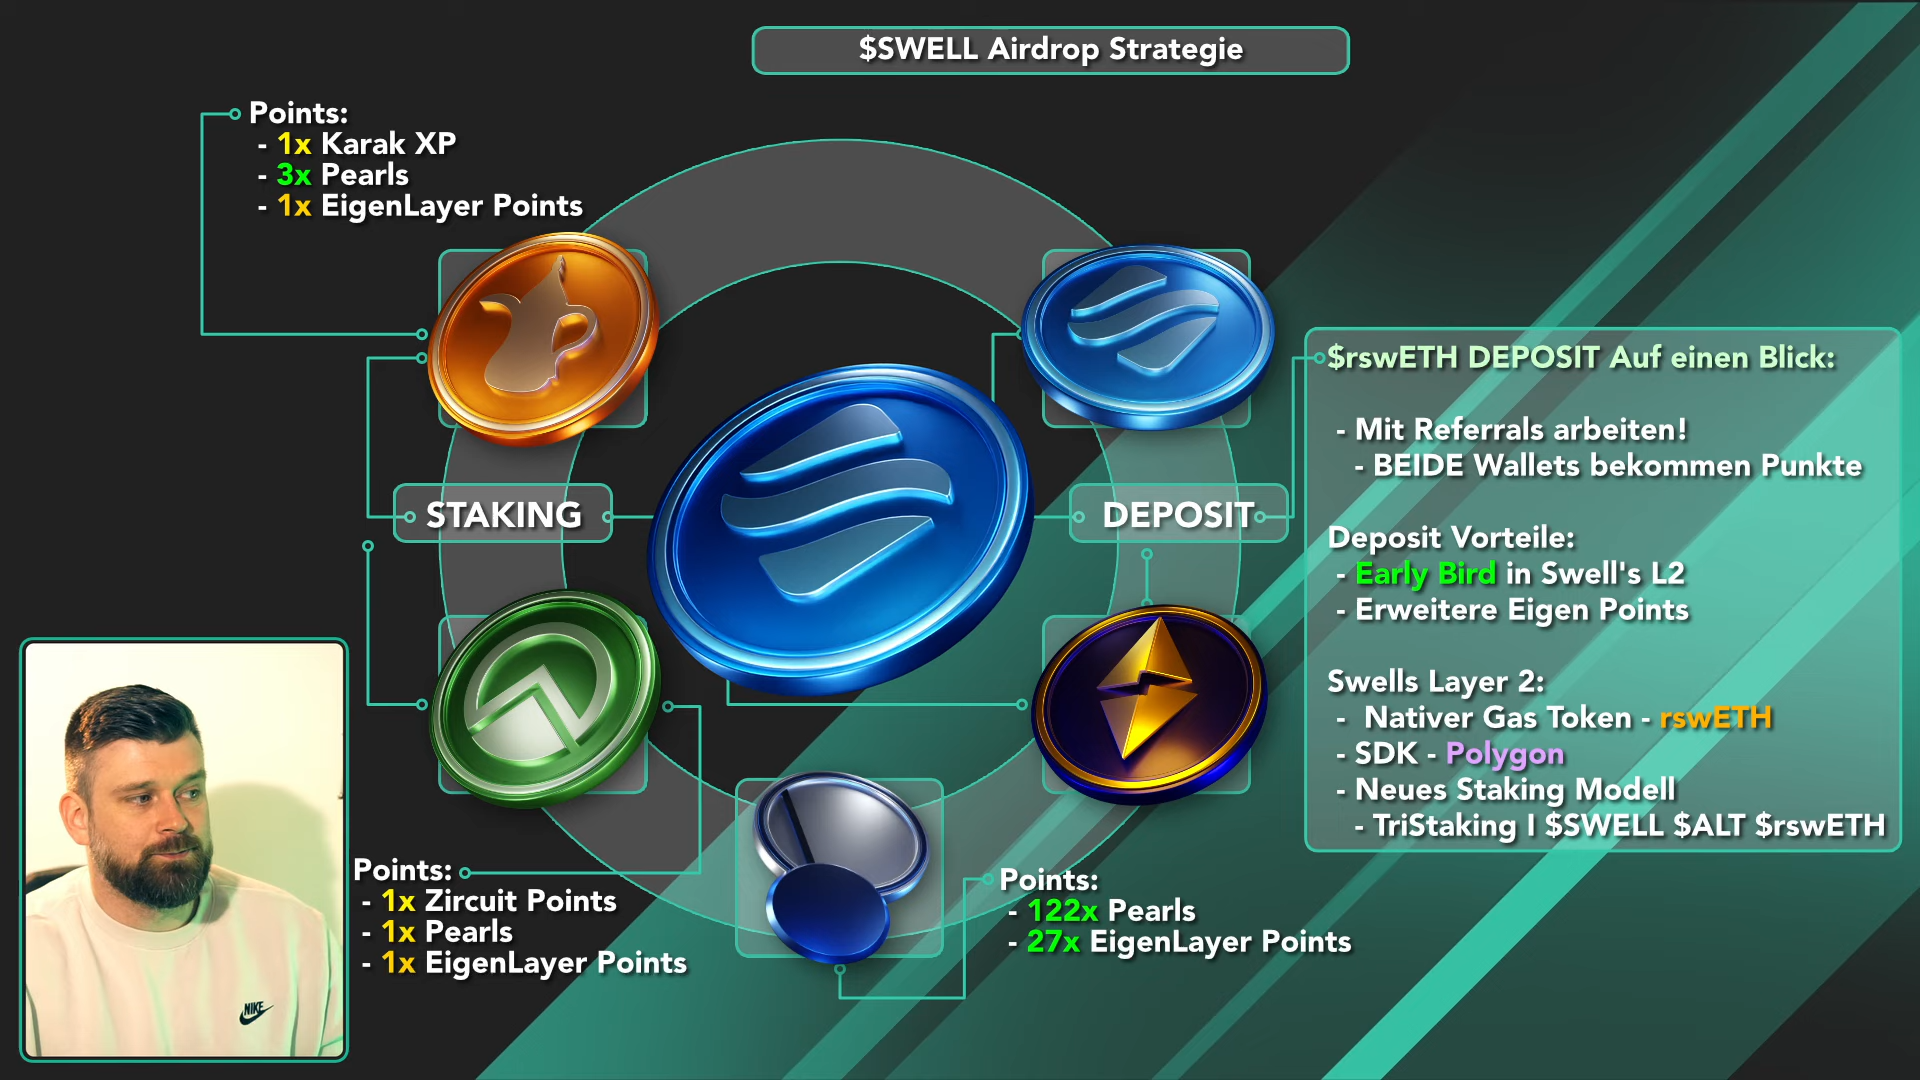 $SWELL Airdrop Strategie
Points:
- 1x Karak XP
- 3x Pearls
- 1x EigenLayer Points
STAKING
DEPOSIT
$rswETH DEPOSIT Auf einen Blick:
- Mit Referrals arbeiten!
- BEIDE Wallets bekommen Punkte
Deposit Vorteile:
- Early Bird in Swell's L2
- Erweitere Eigen Points
Swells Layer 2:
- Nativer Gas Token - rswETH
- SDK - Polygon
- Neues Staking Modell
- TriStaking I $SWELL $ALT $rswETH
Points:
- 1x Zircuit Points
- 1x Pearls
- 1x EigenLayer Points
Points:
- 122x Pearls
- 27x EigenLayer Points
NIKE